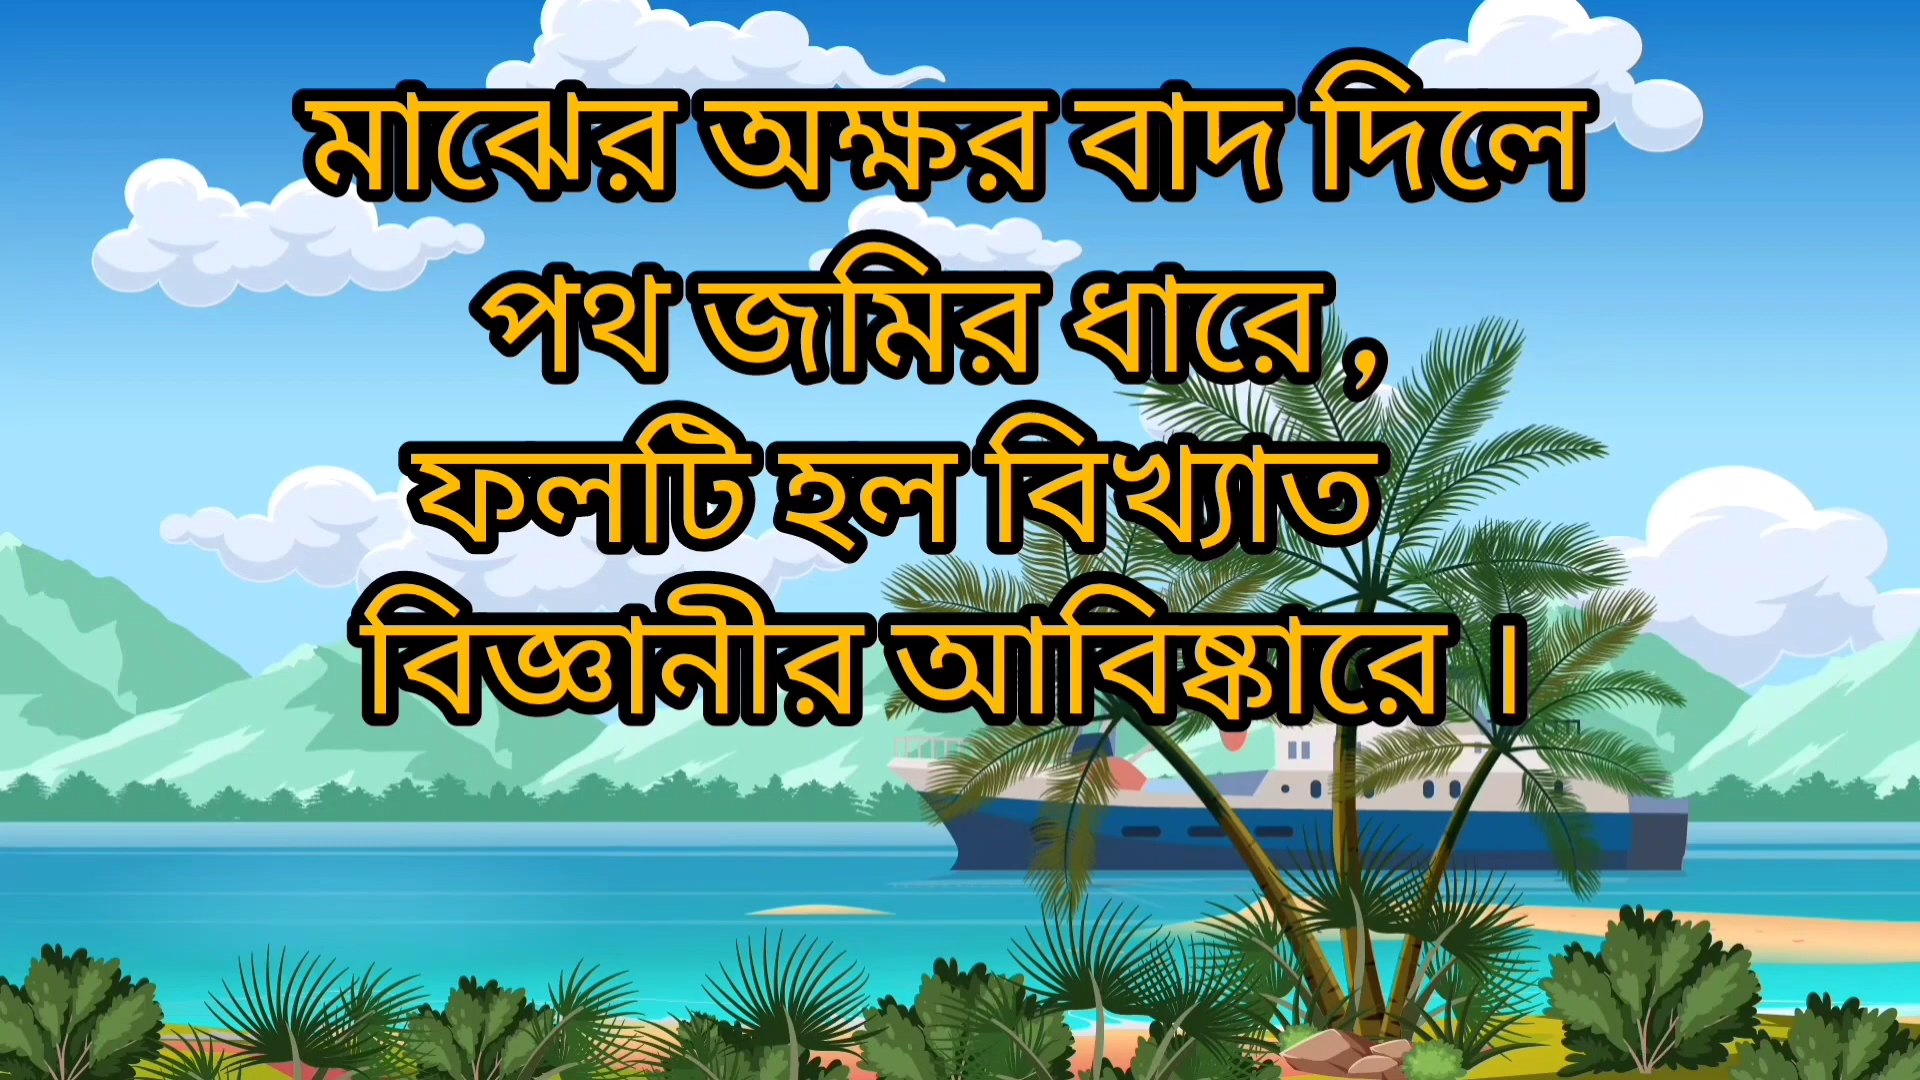 মাঝের অক্ষর বাদ দিলে
পথ জমির ধারে ,
ফলটি হল বিখ্যাত
বিজ্ঞানীর আবিষ্কারে ।